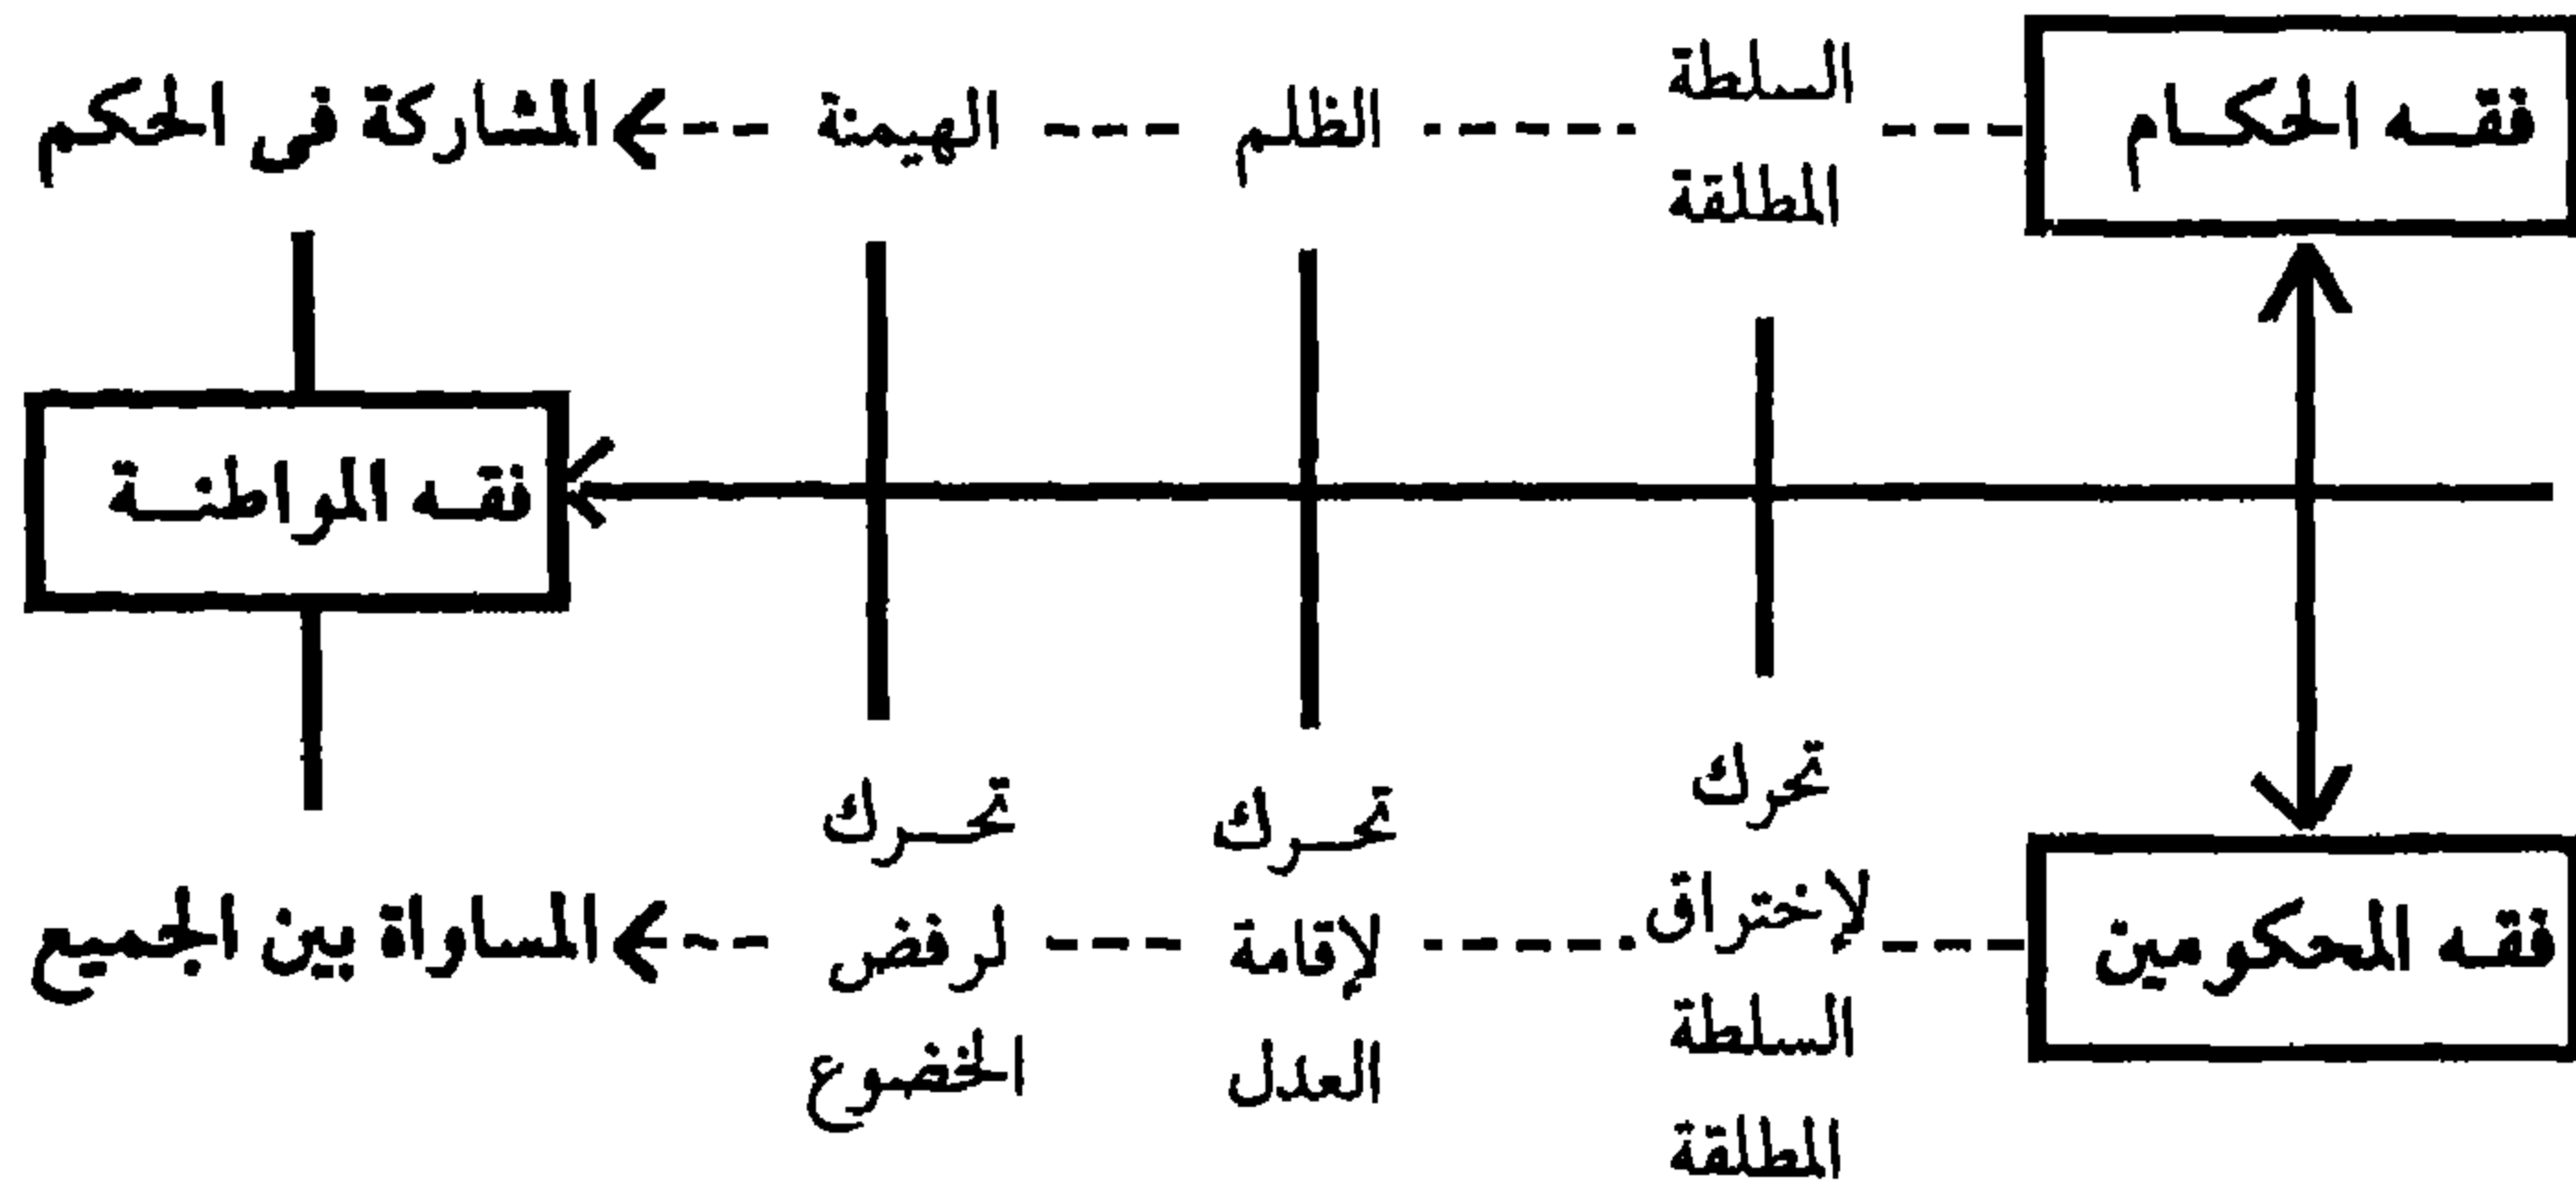 فقه الحكام
السلطة
المطلقة
الظلم
الهيمنة
المشاركة فى الحكم
فقه المواطنة
فقه المحكومين
تحرك
لإختراق
السلطة
المطلقة
تحرك
لإقامة
العدل
تحرك
لرفض
الخضوع
المساواة بين الجميع